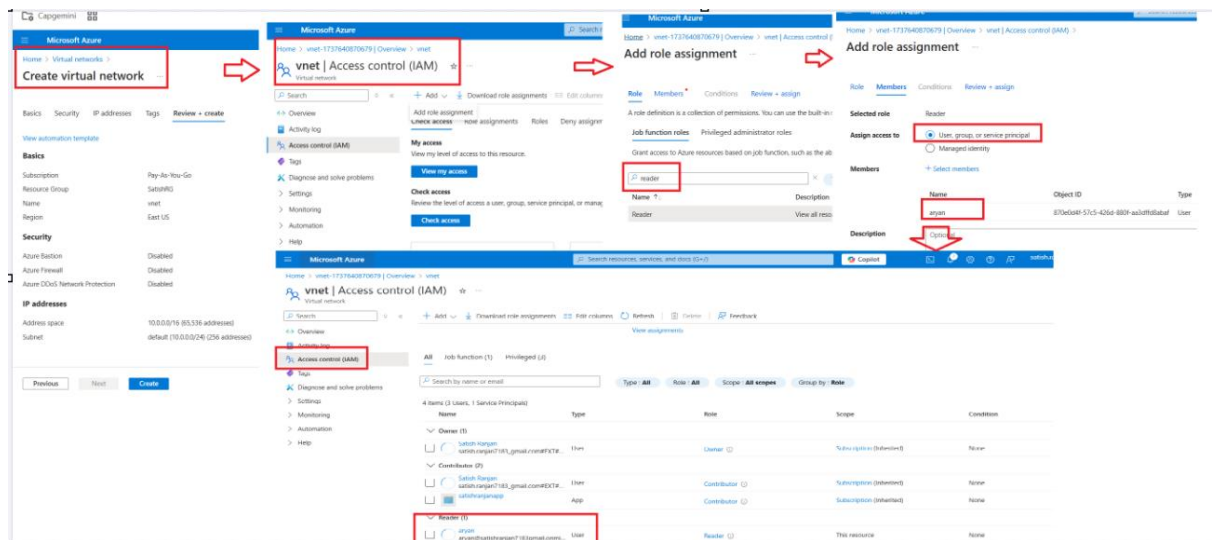 Capgemini
Microsoft Azure
Home > Virtual networks >
Create virtual network ...
Basics Security IP addresses Tags Review + create
View automation template
Basics
Subscription Pay-As-You-Go
Resource Group SatishRG
Name vnet
Region East US
Security
Azure Bastion Disabled
Azure Firewall Disabled
Azure DDoS Network Protection Disabled
IP addresses
Address space 10.0.0.0/16 (65,536 addresses)
Subnet default (10.0.0.0/24) (256 addresses)
Previous Next Create
Microsoft Azure
Home > vnet-1737640870679 | Overview > vnet
vnet | Access control (IAM) ☆ ...
Virtual network
Search
+ Add Download role assignments Edit columns
Add role assignment
Overview
Activity log
Access control (IAM)
Tags
Diagnose and solve problems
> Settings
> Monitoring
> Automation
> Help
Check access Role assignments Roles Deny assignm
My access
View my level of access to this resource.
View my access
Check access
Review the level of access a user, group, service principal, or manag
Check access
Microsoft Azure
Home > vnet-1737640870679 | Overview > vnet | Access control (
Add role assignment ...
Role Members Conditions Review + assign
A role definition is a collection of permissions. You can use the built-in
Job function roles Privileged administrator roles
Grant access to Azure resources based on job function, such as the ab
reader
Name ↑ Description
Reader View all reso
Home > vnet-1737640870679 | Overview > vnet | Access control (IAM) >
Add role assignment ...
Role Members Conditions Review + assign
Selected role Reader
Assign access to User, group, or service principal
Managed identity
Members + Select members
Name Object ID Type
aryan User
Description Optional
Microsoft Azure
Search resources, services, and docs (G+/)
Copilot
Home > vnet-1737640870679 | Overview > vnet
vnet | Access control (IAM) ☆ ...
Virtual network
Search
+ Add Download role assignments Edit columns Refresh Delete Feedback
View assignments
Overview
Activity log
Access control (IAM)
Tags
Diagnose and solve problems
> Settings
> Monitoring
> Automation
> Help
All Job function (1) Privileged (3)
Search by name or email
Type : All Role : All Scope : All scopes Group by : Role
4 items (3 Users, 1 Service Principals)
Name Type Role Scope Condition
Owner (1)
Satish Ranjan
User Owner Subscription (Inherited) None
Contributor (2)
Satish Ranjan
User Contributor Subscription (Inherited) None
satishranjanapp
App Contributor Subscription (Inherited) None
Reader (1)
aryan
User Reader This resource None